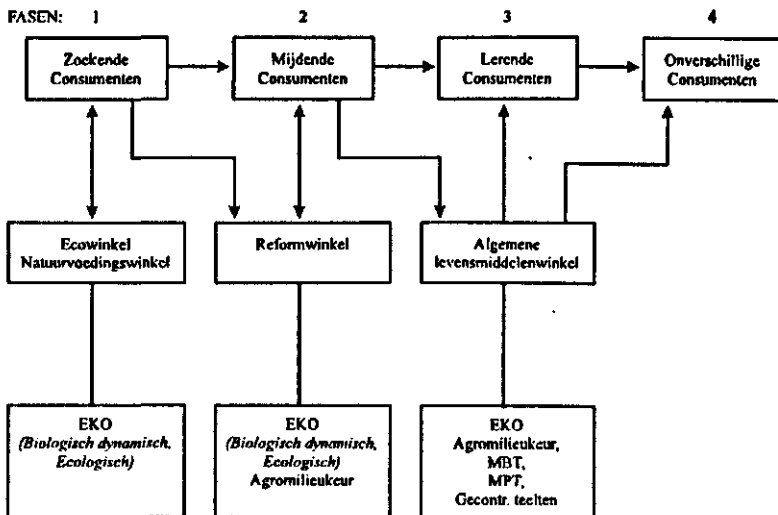 FASEN: 1 2 3 4
Zoekende
Consumenten
Mijdende
Consumenten
Lerende
Consumenten
Onverschillige
Consumenten
Ecowinkel
Natuurvoedingswinkel
Reformwinkel
Algemene
levensmiddelenwinkel
EKO
(Biologisch dynamisch,
Ecologisch)
EKO
(Biologisch dynamisch,
Ecologisch)
Agromilieukeur
EKO
Agromilieukeur,
MBT,
MPT,
Gecontr. teelten